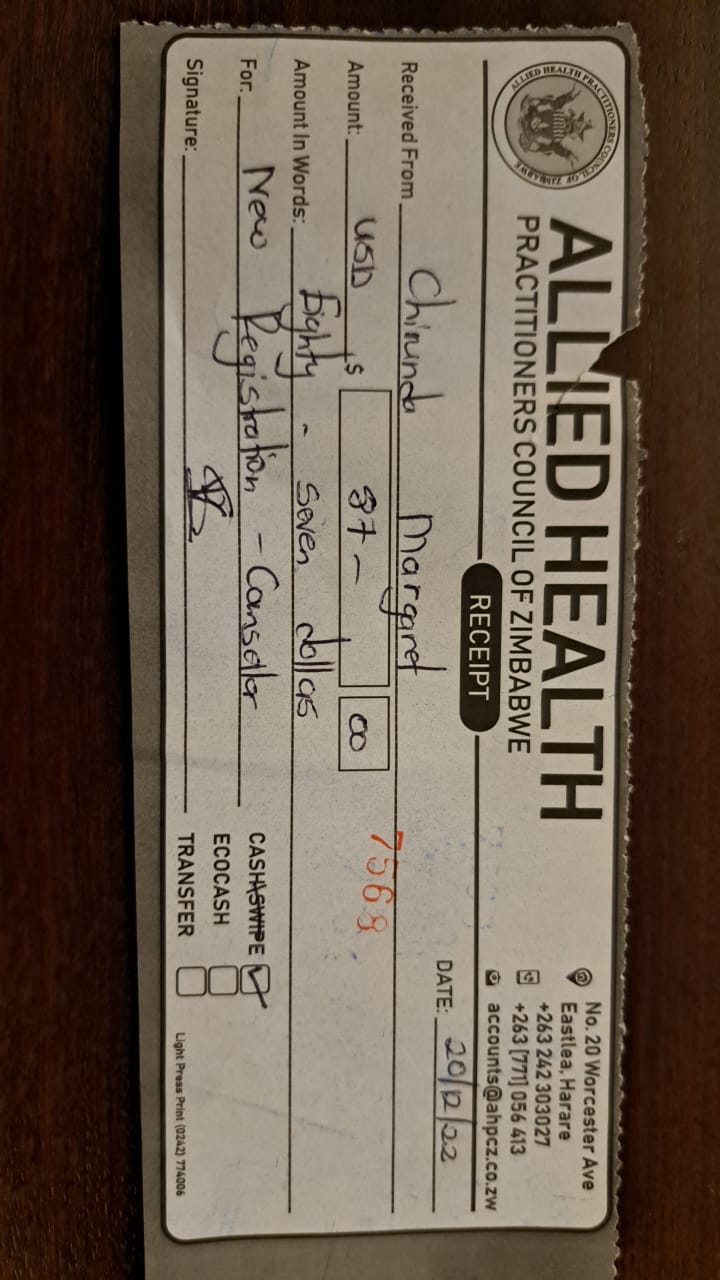 ALLIED HEALTH PRACTITIONERS COUNCIL OF ZIMBABWE
ALLIED HEALTH
PRACTITIONERS COUNCIL OF ZIMBABWE
No. 20 Worcester Ave
Eastlea, Harare
+263 242 303027
+263 [771] 056 413
accounts@ahpcz.co.zw
RECEIPT
DATE: 20/12/22
Received From Chirunda Margaret
7568
Amount: USD $ 87 - 00
Amount In Words: Eighty - seven dollas
For: New Registration - Cansellor
CASH\SWIPE
ECOCASH
Signature:
TRANSFER
Light Press Print (0242) 774006